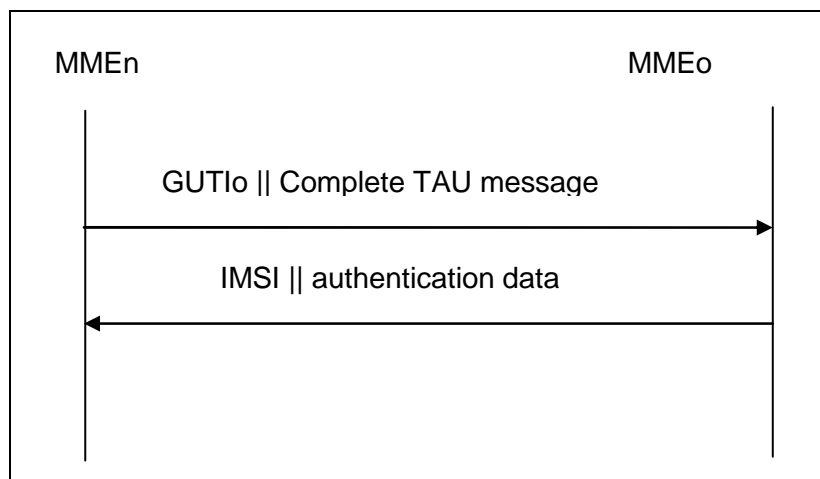 MMEn MMEo
GUTIo || Complete TAU message
IMSI || authentication data